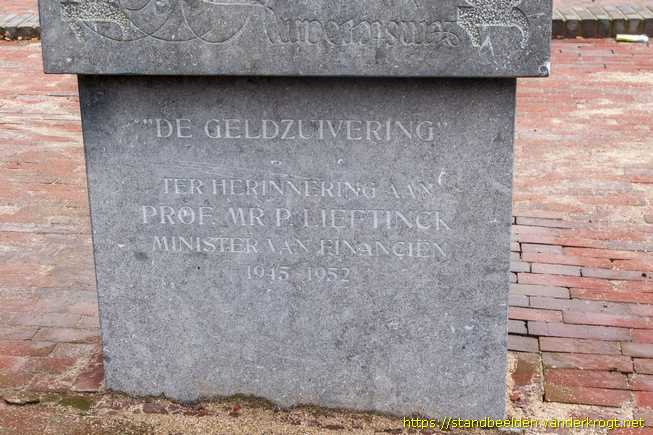 "DE GELDZUIVERING"
TER HERINNERING AAN
PROF. MR P. LIEFTINCK
MINISTER VAN FINANCIËN
1945 1952
https://standbeelden.vanderkrogt.net